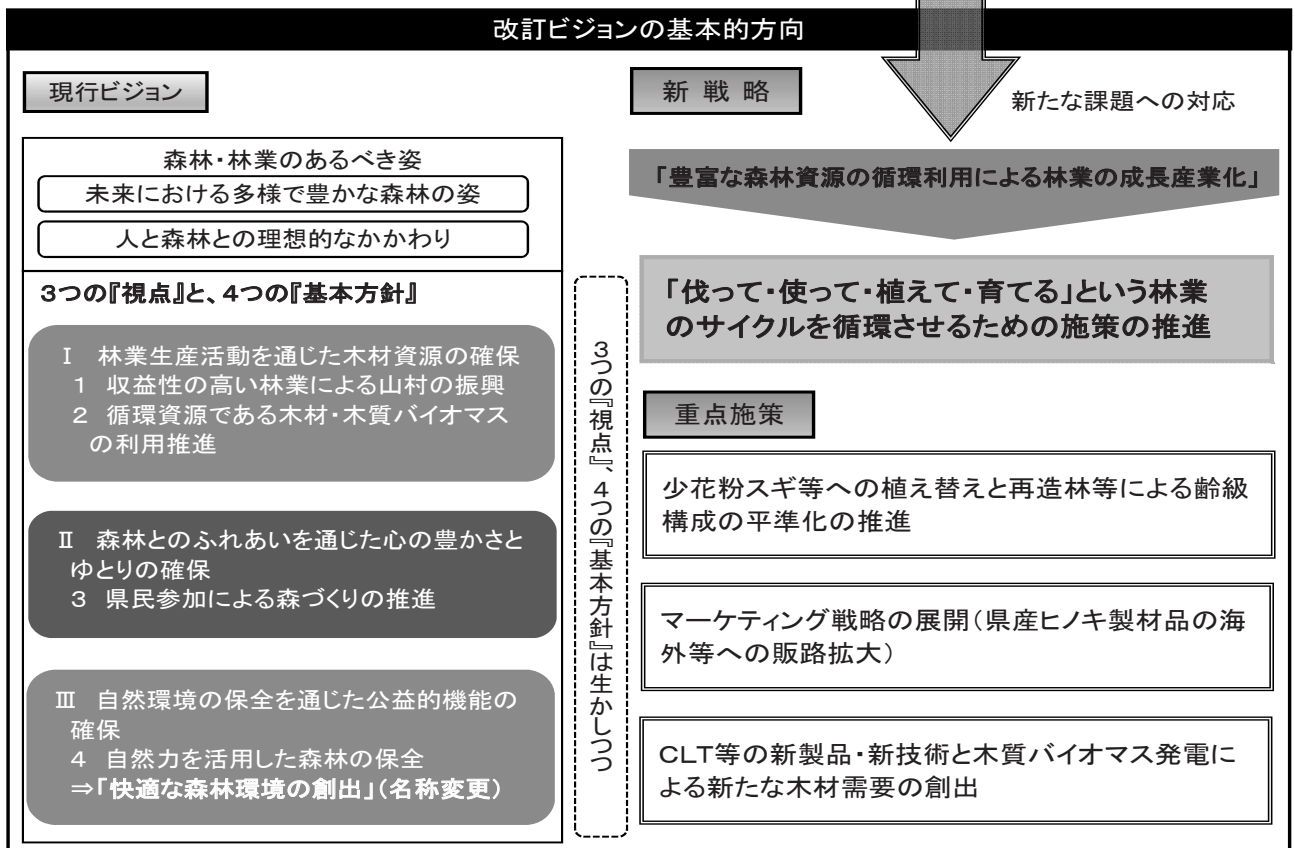 改訂ビジョンの基本的方向
現行ビジョン
森林・林業のあるべき姿
未来における多様で豊かな森林の姿
人と森林との理想的なかかわり
3つの『視点』と、4つの『基本方針』
Ⅰ 林業生産活動を通じた木材資源の確保
1 収益性の高い林業による山村の振興
2 循環資源である木材・木質バイオマス
の利用推進
Ⅱ 森林とのふれあいを通じた心の豊かさと
ゆとりの確保
3 県民参加による森づくりの推進
Ⅲ 自然環境の保全を通じた公益的機能の
確保
4 自然力を活用した森林の保全
⇒「快適な森林環境の創出」（名称変更）
3つの『視点』、4つの『基本方針』は生かしつつ
新 戦 略
新たな課題への対応
「豊富な森林資源の循環利用による林業の成長産業化」
「伐って・使って・植えて・育てる」という林業
のサイクルを循環させるための施策の推進
重点施策
少花粉スギ等への植え替えと再造林等による齢級
構成の平準化の推進
マーケティング戦略の展開（県産ヒノキ製材品の海
外等への販路拡大）
CLT等の新製品・新技術と木質バイオマス発電に
よる新たな木材需要の創出